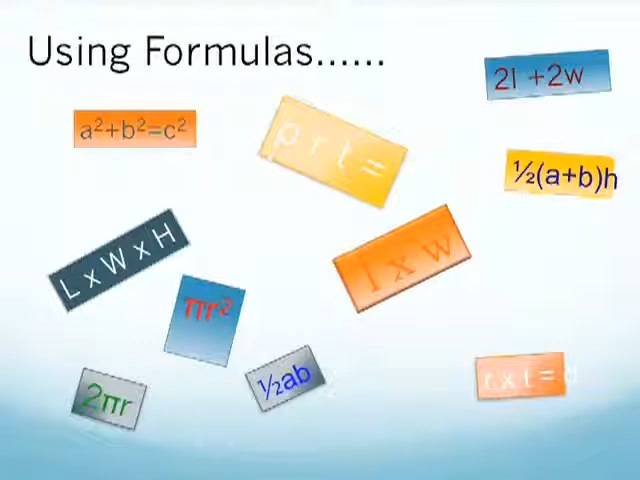 Using Formulas......
2l +2w
a²+b²=c²
p r t =
½(a+b)h
L x W x H
l x w
πr²
2πr
½ab
r x t =